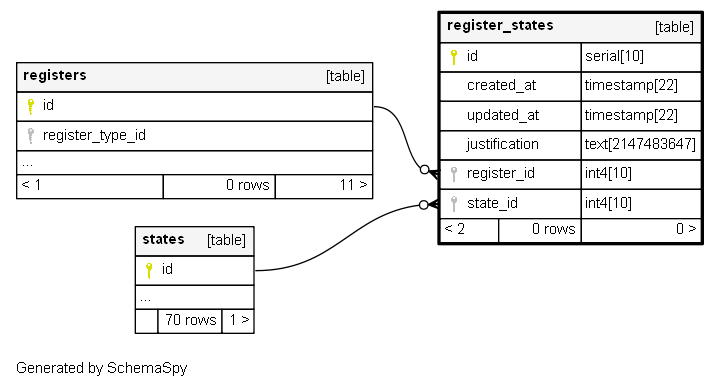 register_states [table]
id serial[10]
created_at timestamp[22]
updated_at timestamp[22]
justification text[2147483647]
register_id int4[10]
state_id int4[10]
< 2 0 rows 0 >
registers [table]
id
register_type_id
...
< 1 0 rows 11 >
states [table]
id
...
70 rows 1 >
Generated by SchemaSpy